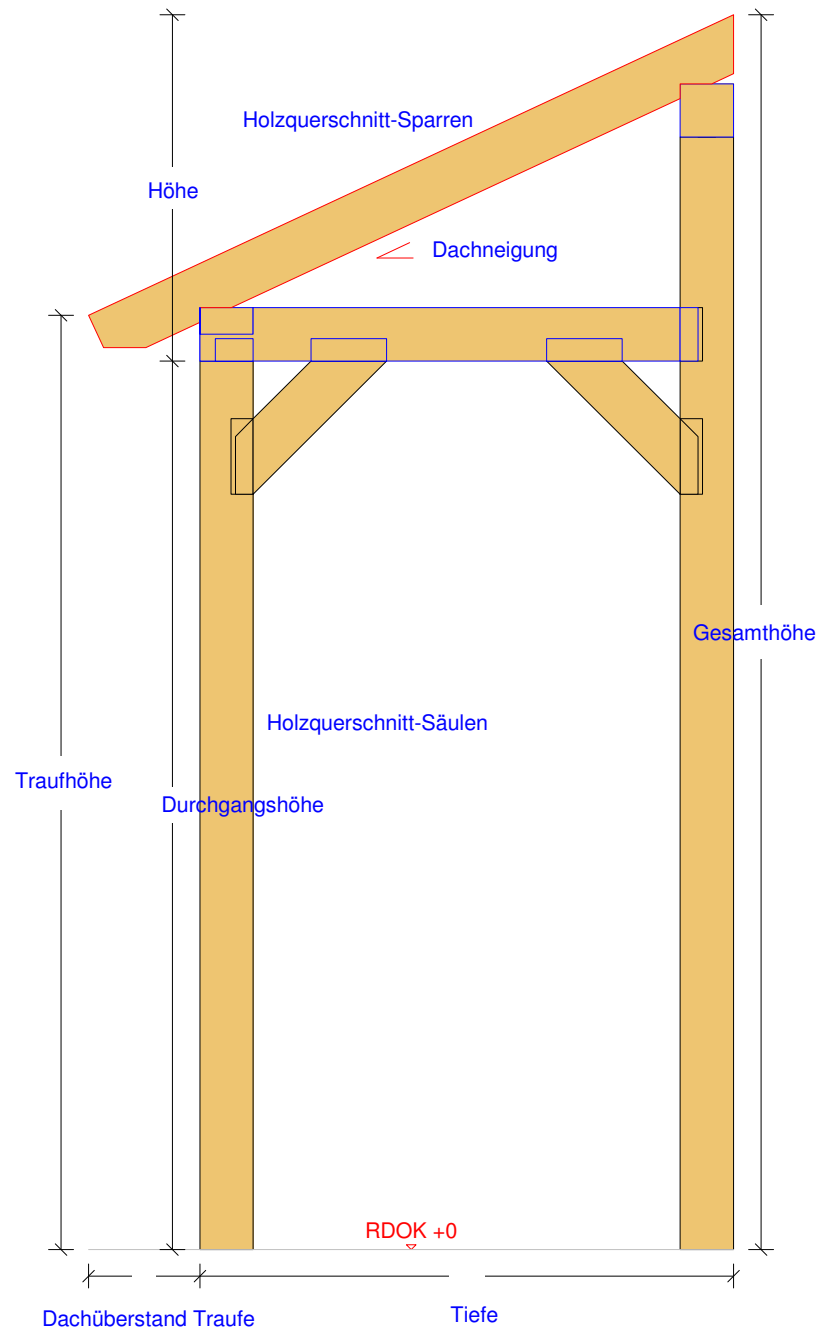 Holzquerschnitt-Sparren
Höhe
Dachneigung
Gesamthöhe
Holzquerschnitt-Säulen
Traufhöhe
Durchgangshöhe
RDOK +0
Dachüberstand Traufe
Tiefe